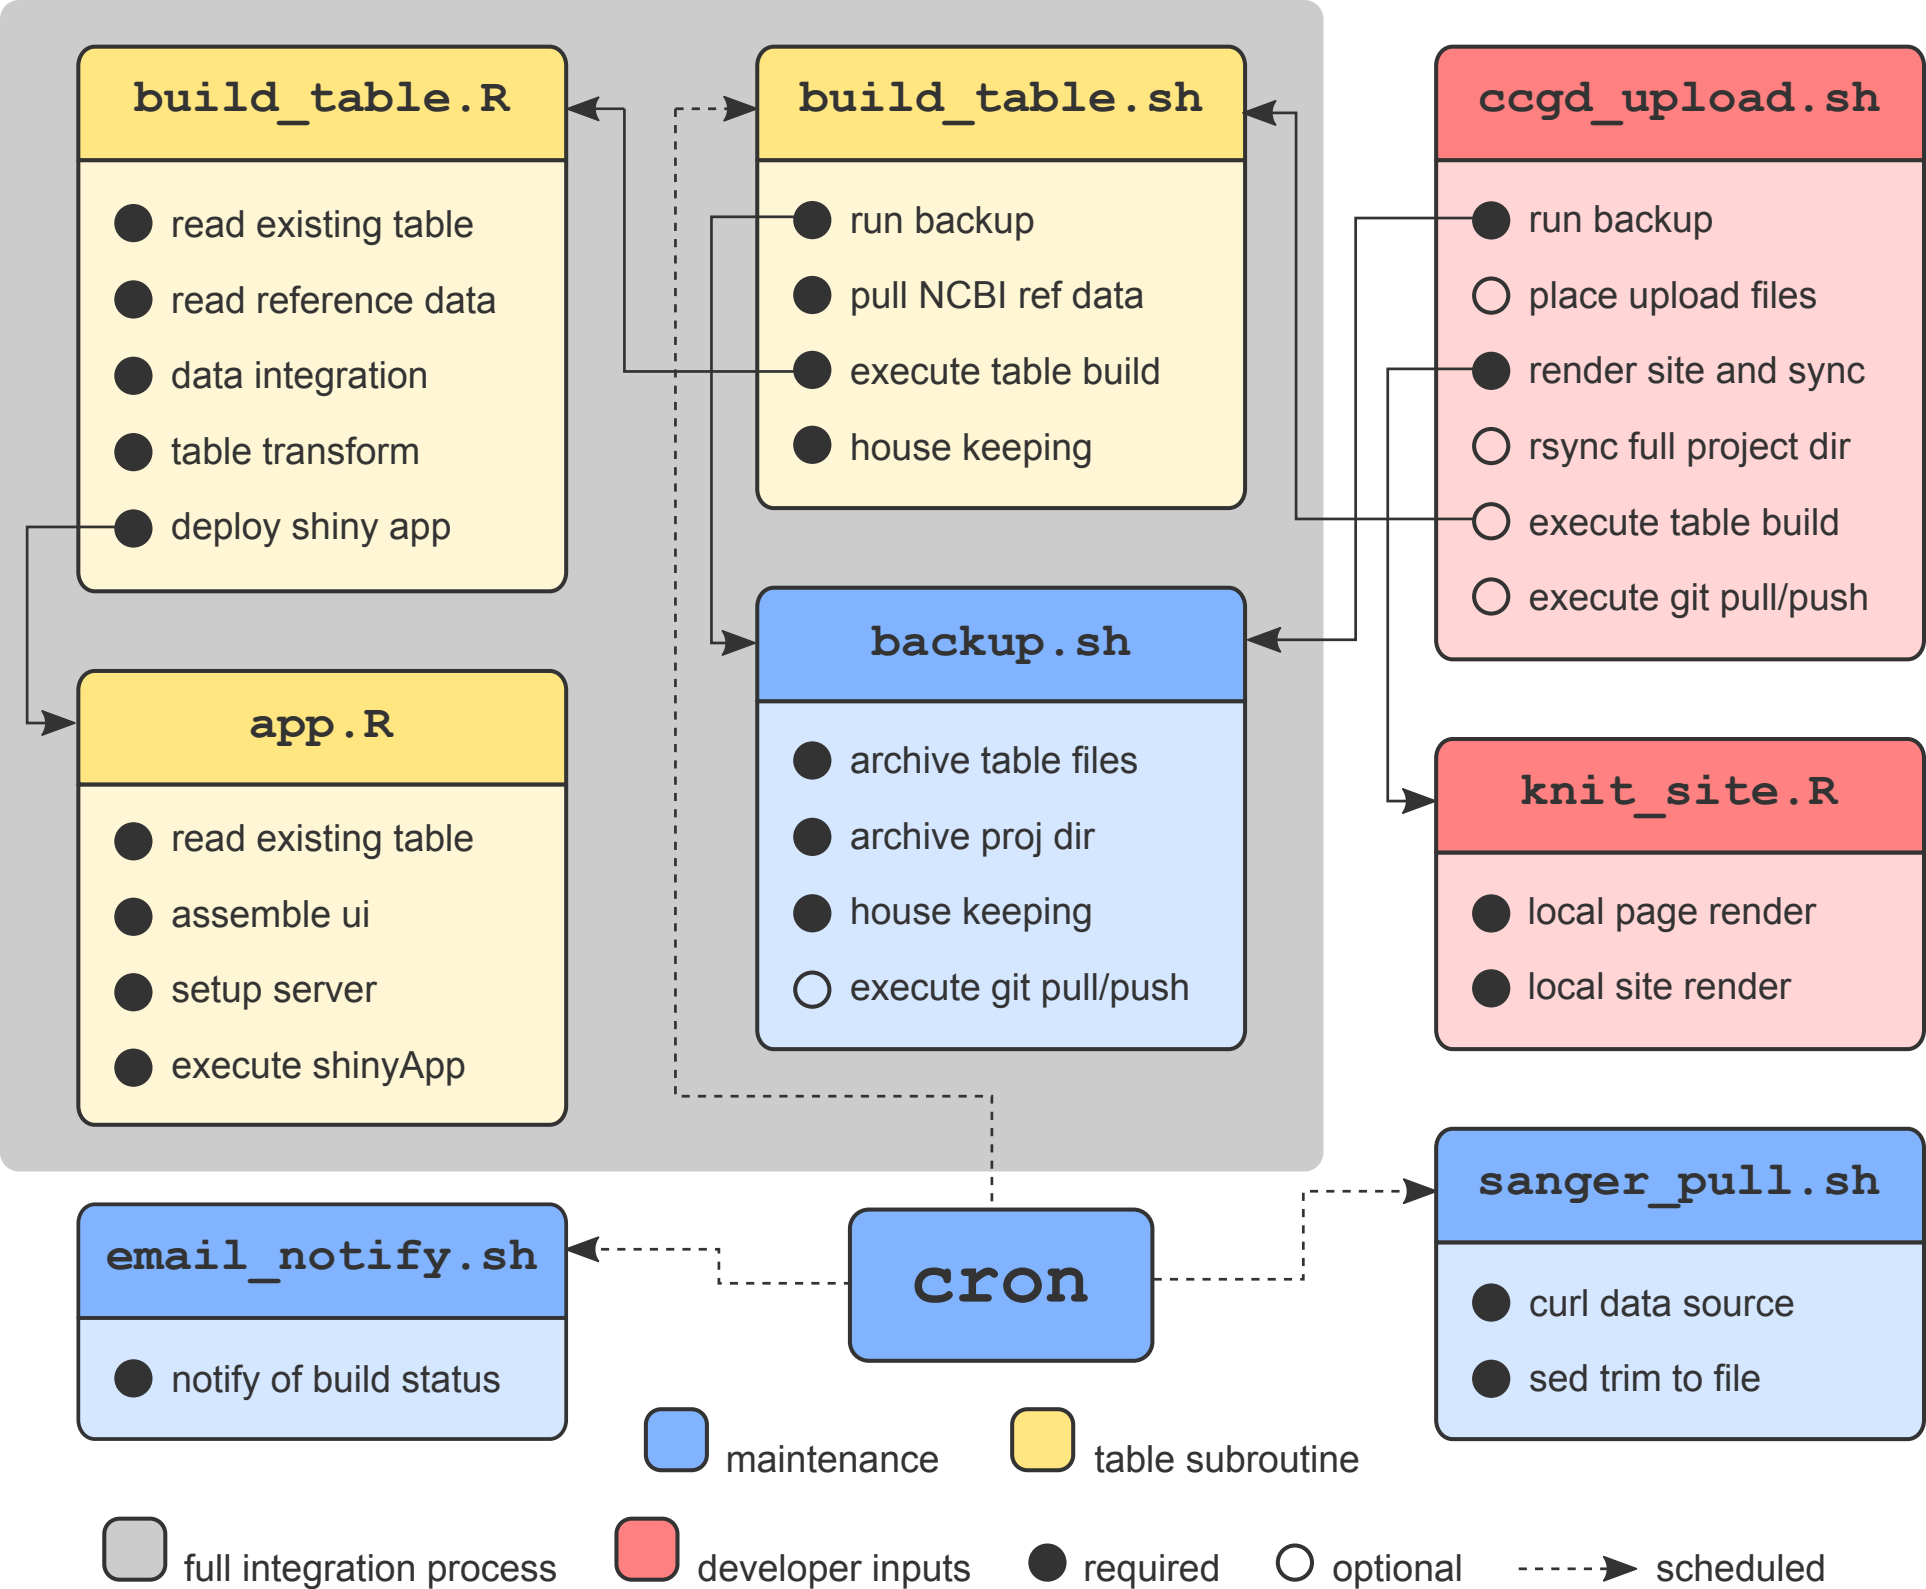 build_table.R
read existing table
read reference data
data integration
table transform
deploy shiny app
build_table.sh
run backup
pull NCBI ref data
execute table build
house keeping
ccgd_upload.sh
run backup
place upload files
render site and sync
rsync full project dir
execute table build
execute git pull/push
app.R
read existing table
assemble ui
setup server
execute shinyApp
backup.sh
archive table files
archive proj dir
house keeping
execute git pull/push
knit_site.R
local page render
local site render
email_notify.sh
notify of build status
cron
sanger_pull.sh
curl data source
sed trim to file
maintenance
table subroutine
full integration process
developer inputs
required
optional
scheduled